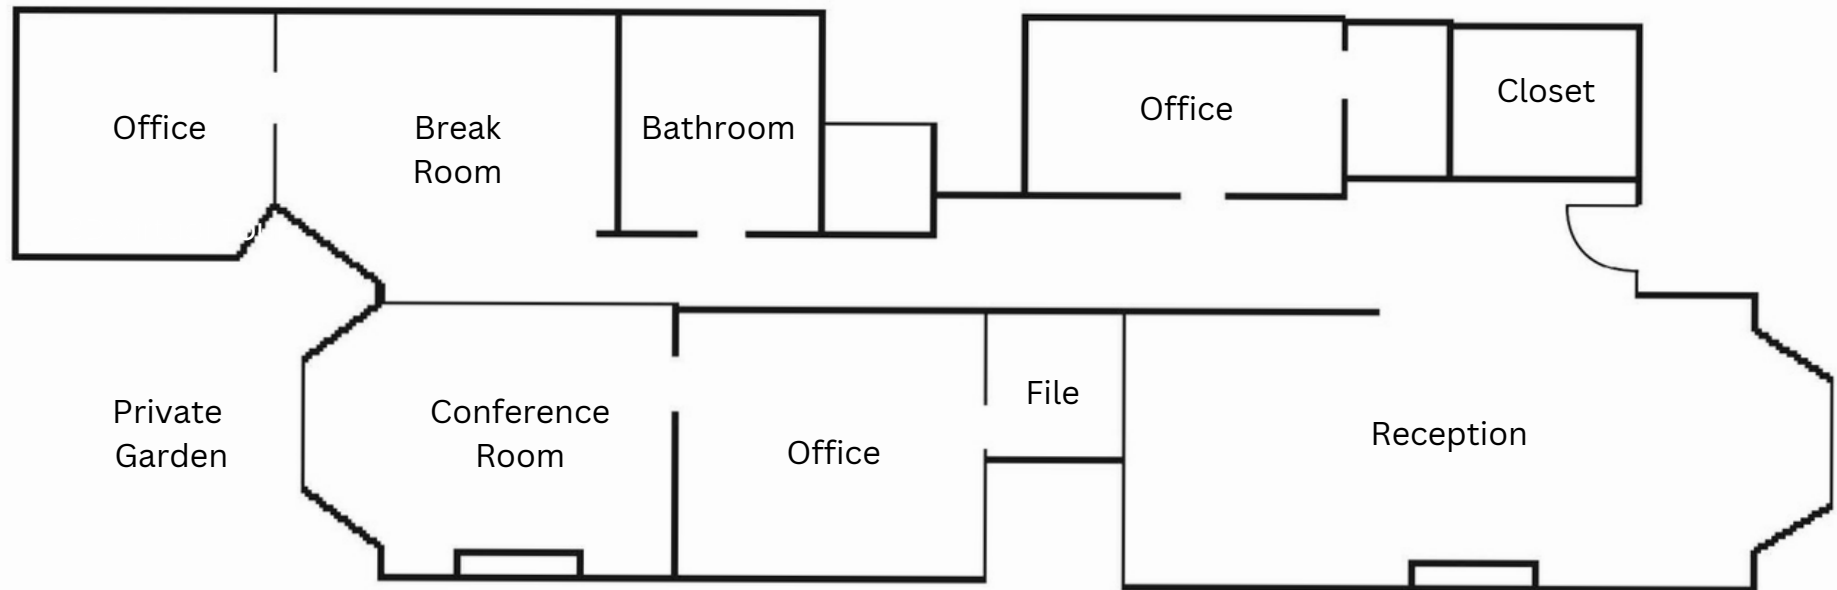 Office
Break
Room
Bathroom
Office
Closet
Private
Garden
Conference
Room
Office
File
Reception